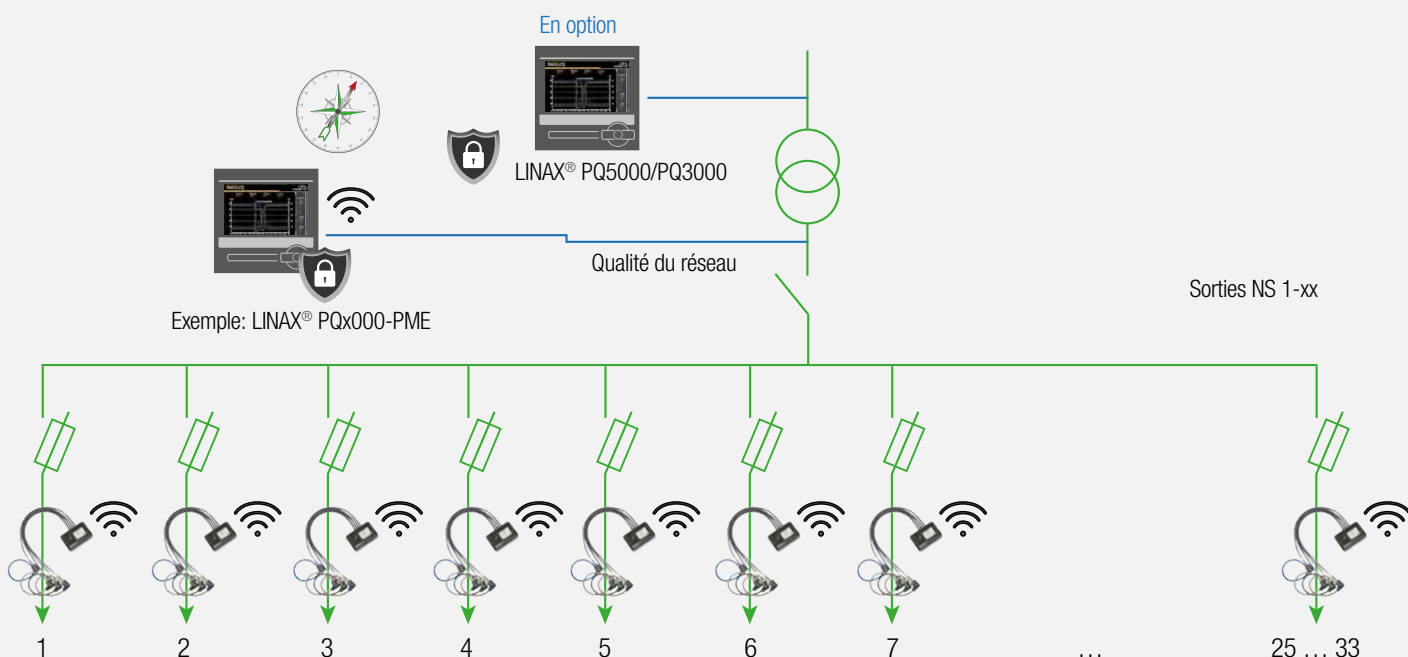 En option
LINAX® PQ5000/PQ3000
Qualité du réseau
Exemple: LINAX® PQx000-PME
Sorties NS 1-xx
1 2 3 4 5 6 7 … 25 … 33